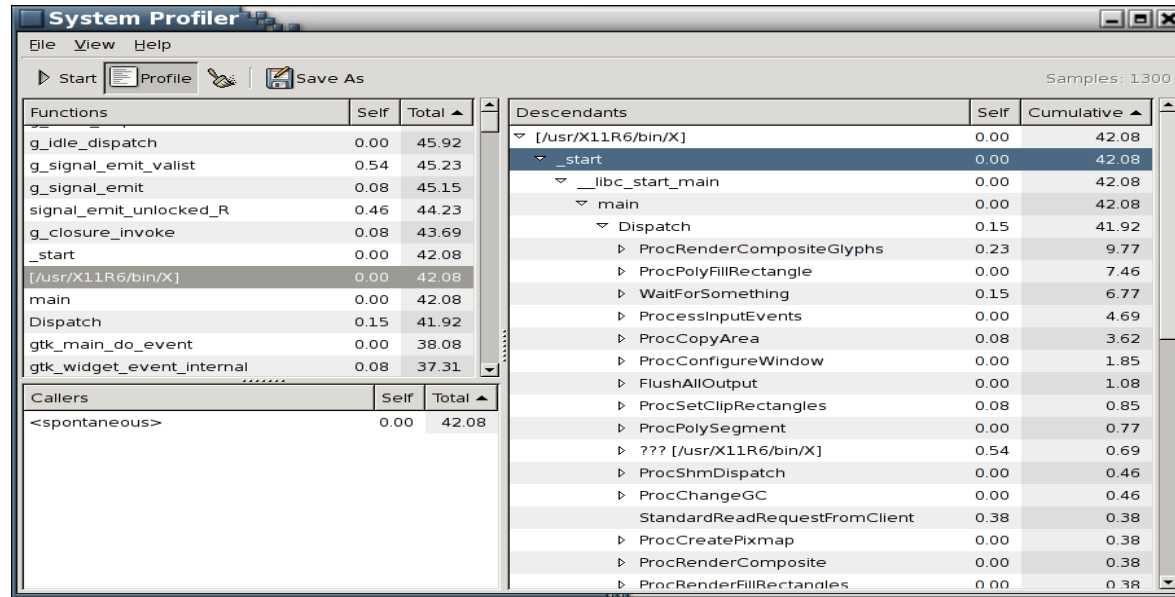 System Profiler
File View Help
Start Profile Save As Samples: 1300
Functions Self Total
g_idle_dispatch 0.00 45.92
g_signal_emit_valist 0.54 45.23
g_signal_emit 0.08 45.15
signal_emit_unlocked_R 0.46 44.23
g_closure_invoke 0.08 43.69
_start 0.00 42.08
[/usr/X11R6/bin/X] 0.00 42.08
main 0.00 42.08
Dispatch 0.15 41.92
gtk_main_do_event 0.00 38.08
gtk_widget_event_internal 0.08 37.31
Callers Self Total
<spontaneous> 0.00 42.08
Descendants Self Cumulative
[/usr/X11R6/bin/X] 0.00 42.08
_start 0.00 42.08
__libc_start_main 0.00 42.08
main 0.00 42.08
Dispatch 0.15 41.92
ProcRenderCompositeGlyphs 0.23 9.77
ProcPolyFillRectangle 0.00 7.46
WaitForSomething 0.15 6.77
ProcessInputEvents 0.00 4.69
ProcCopyArea 0.08 3.62
ProcConfigureWindow 0.00 1.85
FlushAllOutput 0.00 1.08
ProcSetClipRectangles 0.08 0.85
ProcPolySegment 0.00 0.77
??? [/usr/X11R6/bin/X] 0.54 0.69
ProcShmDispatch 0.00 0.46
ProcChangeGC 0.00 0.46
StandardReadRequestFromClient 0.38 0.38
ProcCreatePixmap 0.00 0.38
ProcRenderComposite 0.00 0.38
ProcRenderFillRectangles 0.00 0.38